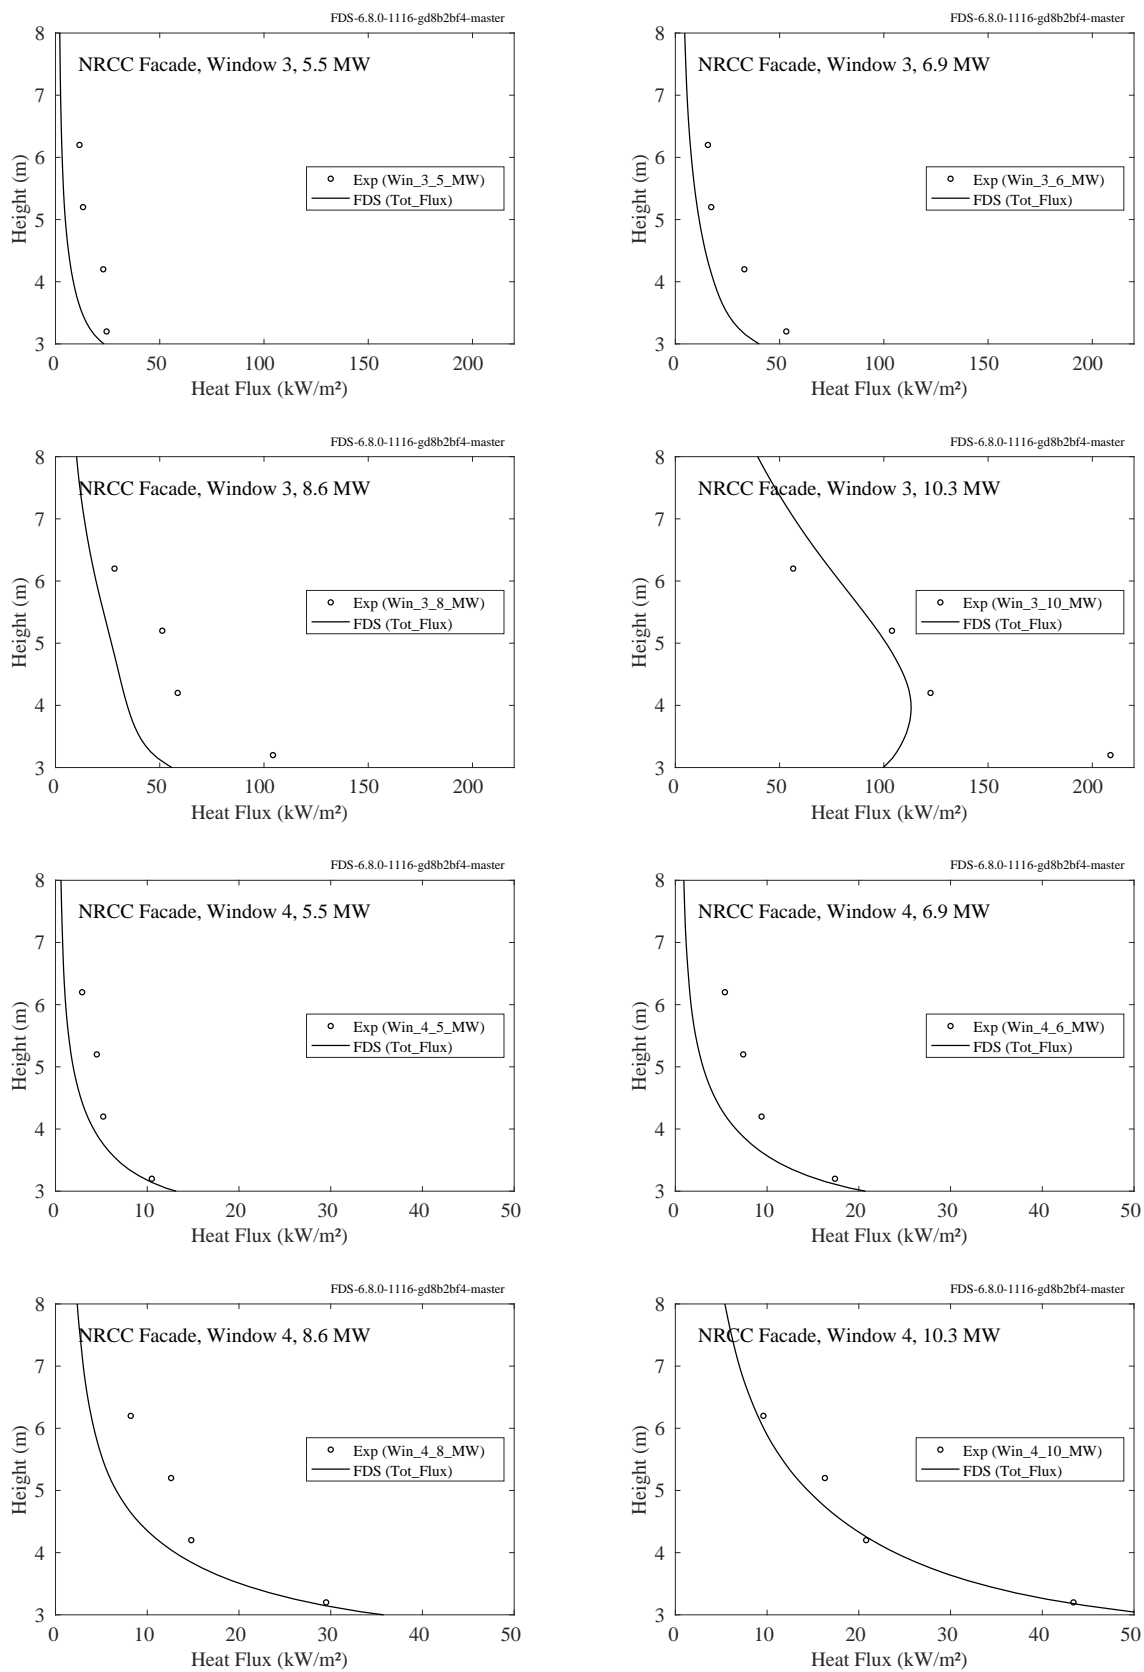 FDS-6.8.0-1116-gd8b2bf4-master
NRCC Facade, Window 3, 5.5 MW
Exp (Win_3_5_MW)
FDS (Tot_Flux)
Height (m)
8
7
6
5
4
3
0 50 100 150 200
Heat Flux (kW/m²)
FDS-6.8.0-1116-gd8b2bf4-master
NRCC Facade, Window 3, 6.9 MW
Exp (Win_3_6_MW)
FDS (Tot_Flux)
Height (m)
8
7
6
5
4
3
0 50 100 150 200
Heat Flux (kW/m²)
FDS-6.8.0-1116-gd8b2bf4-master
NRCC Facade, Window 3, 8.6 MW
Exp (Win_3_8_MW)
FDS (Tot_Flux)
Height (m)
8
7
6
5
4
3
0 50 100 150 200
Heat Flux (kW/m²)
FDS-6.8.0-1116-gd8b2bf4-master
NRCC Facade, Window 3, 10.3 MW
Exp (Win_3_10_MW)
FDS (Tot_Flux)
Height (m)
8
7
6
5
4
3
0 50 100 150 200
Heat Flux (kW/m²)
FDS-6.8.0-1116-gd8b2bf4-master
NRCC Facade, Window 4, 5.5 MW
Exp (Win_4_5_MW)
FDS (Tot_Flux)
Height (m)
8
7
6
5
4
3
0 10 20 30 40 50
Heat Flux (kW/m²)
FDS-6.8.0-1116-gd8b2bf4-master
NRCC Facade, Window 4, 6.9 MW
Exp (Win_4_6_MW)
FDS (Tot_Flux)
Height (m)
8
7
6
5
4
3
0 10 20 30 40 50
Heat Flux (kW/m²)
FDS-6.8.0-1116-gd8b2bf4-master
NRCC Facade, Window 4, 8.6 MW
Exp (Win_4_8_MW)
FDS (Tot_Flux)
Height (m)
8
7
6
5
4
3
0 10 20 30 40 50
Heat Flux (kW/m²)
FDS-6.8.0-1116-gd8b2bf4-master
NRCC Facade, Window 4, 10.3 MW
Exp (Win_4_10_MW)
FDS (Tot_Flux)
Height (m)
8
7
6
5
4
3
0 10 20 30 40 50
Heat Flux (kW/m²)